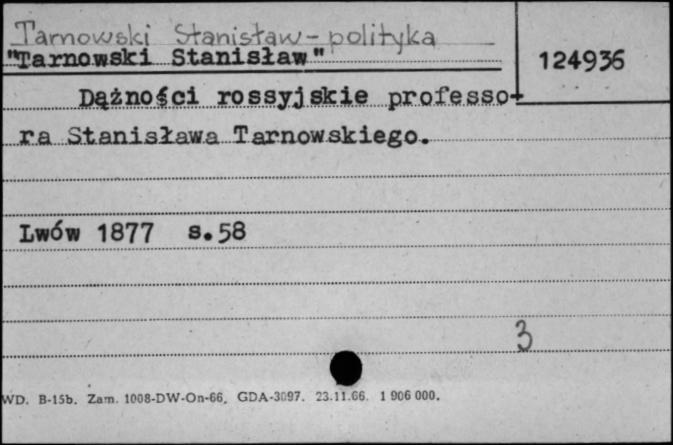 Tarnowski Stanisław - polityka
"Tarnowski Stanisław"
124936
Dążności rossyjskie professo-
ra Stanisława Tarnowskiego.
Lwów 1877 s.58
3
WD. B-15b. Zam. 1008-DW-On-66. GDA-3097. 23.11.66. 1 906 000.